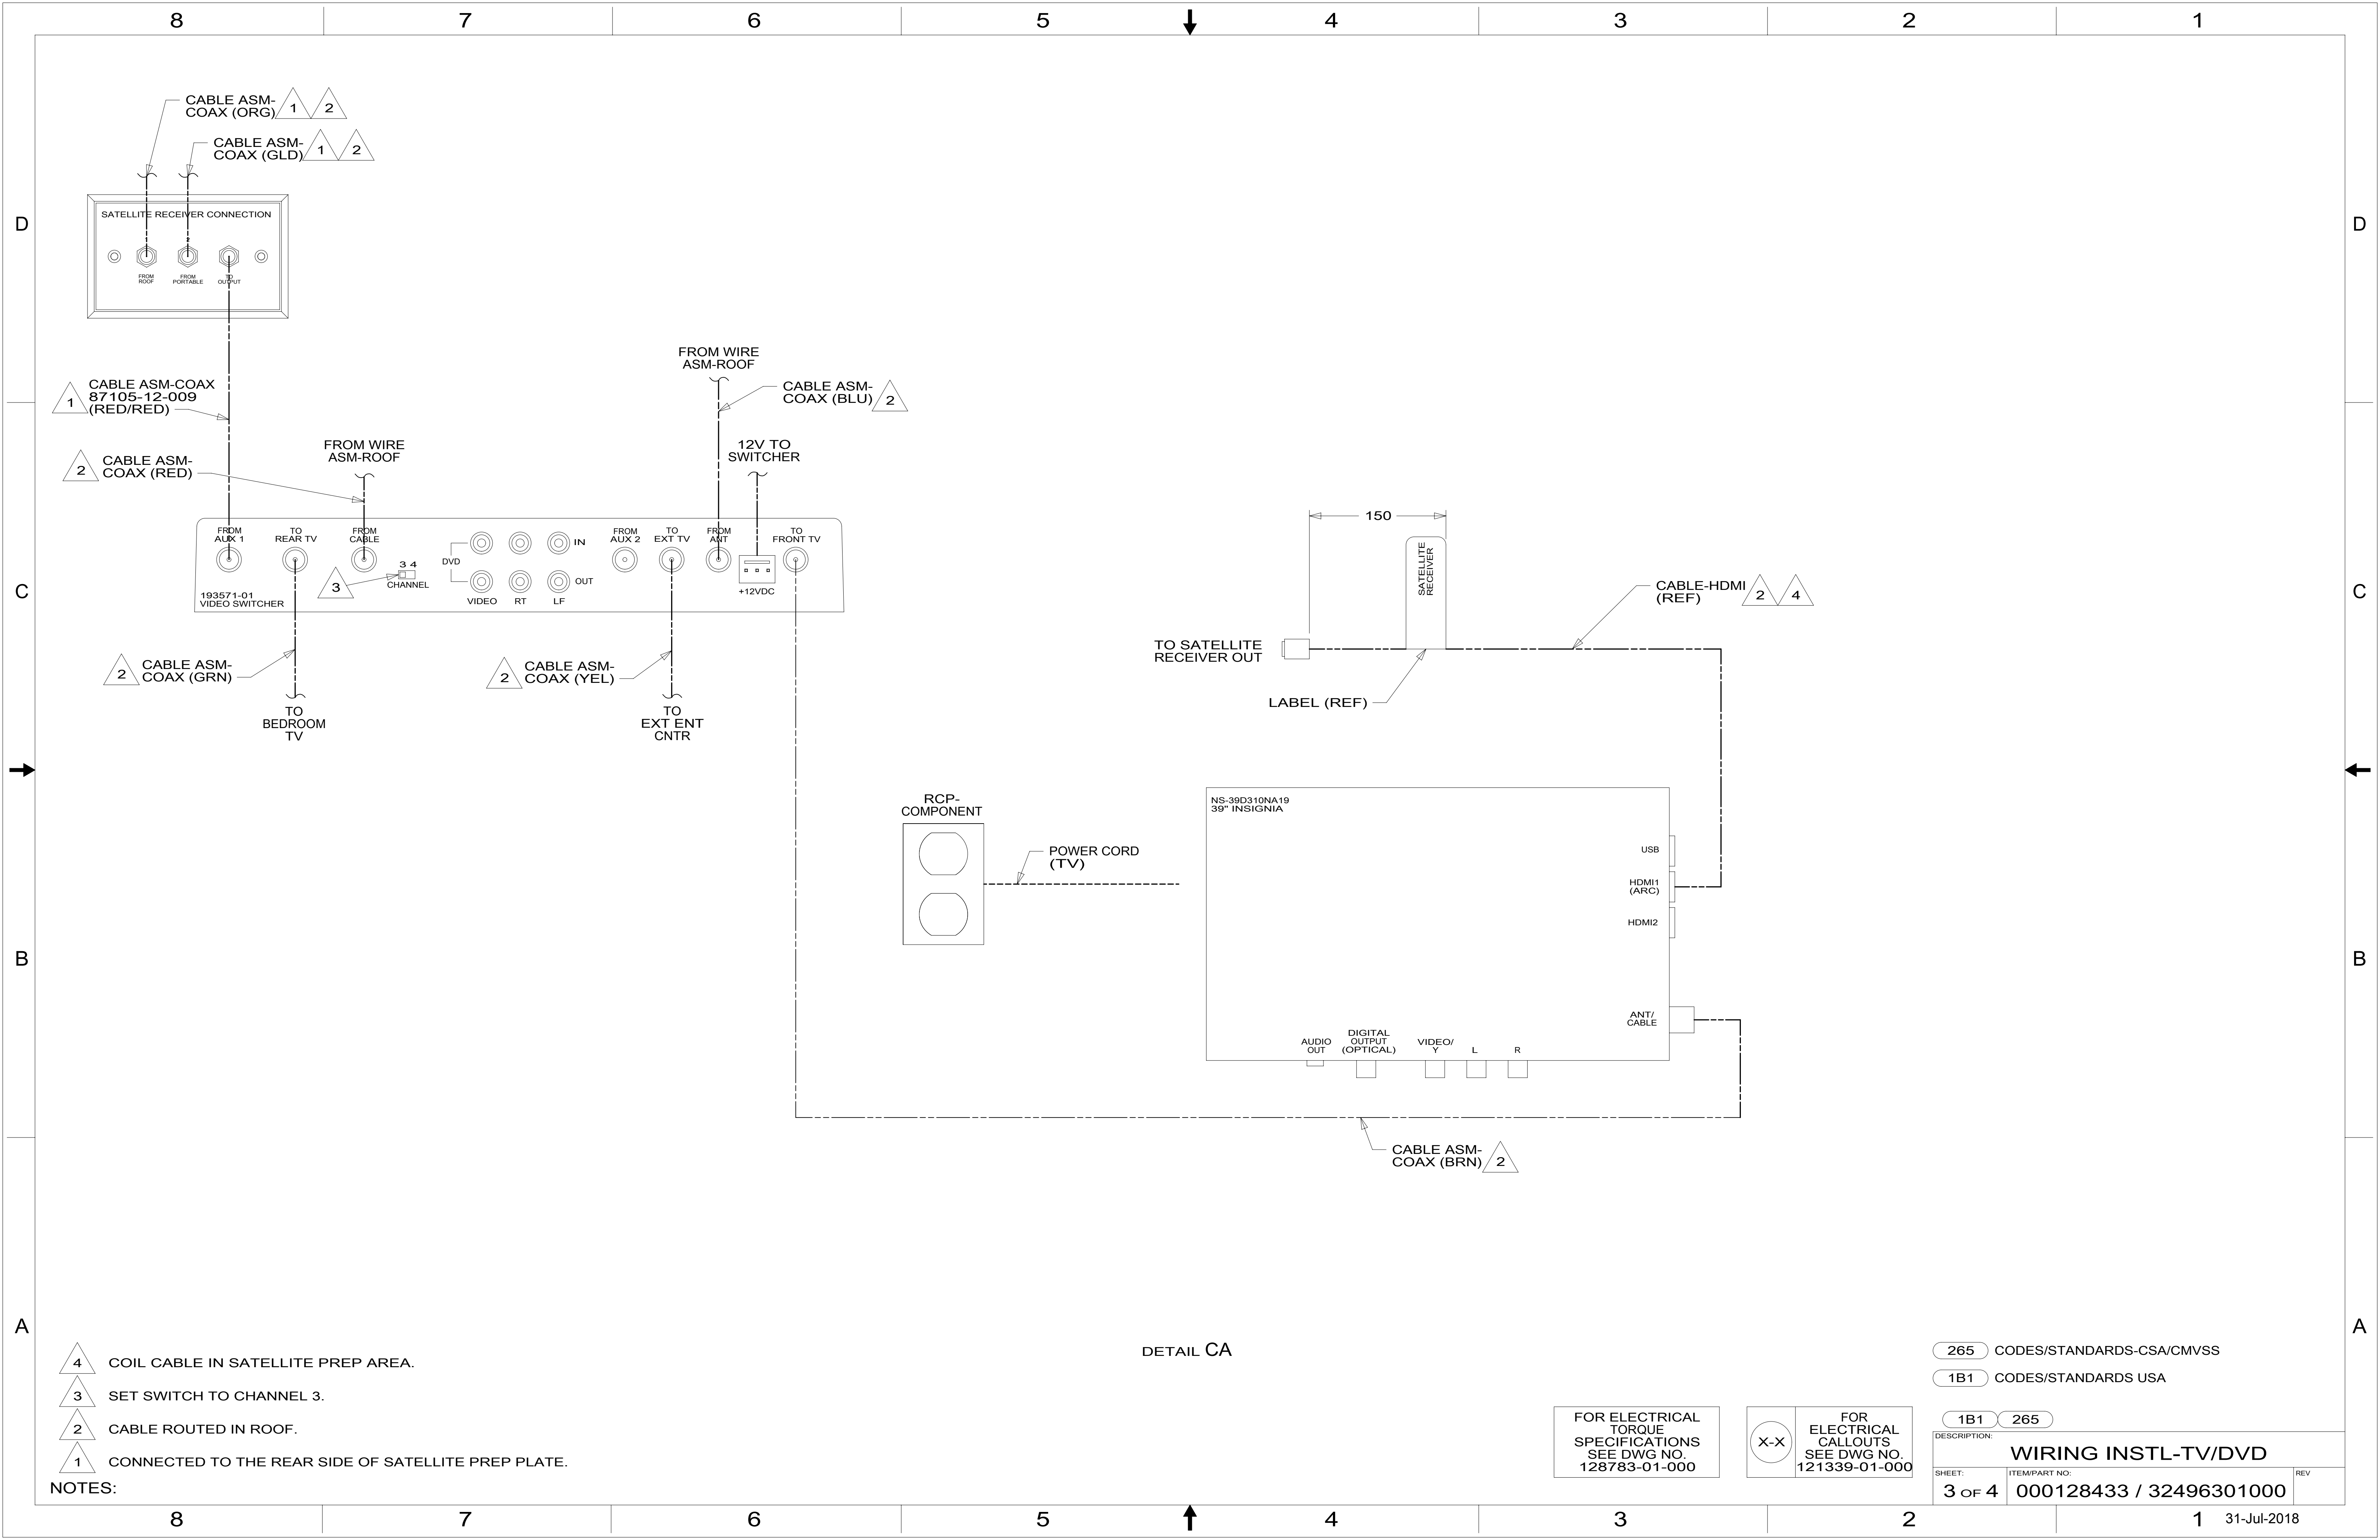 8 7 6 5 4 3 2 1
CABLE ASM-
COAX (ORG) 1 2
CABLE ASM-
COAX (GLD) 1 2
D D
SATELLITE RECEIVER CONNECTION
2
FROM
ROOF
FROM
PORTABLE
TO
OUTPUT
1 CABLE ASM-COAX
87105-12-009
(RED/RED)
2 CABLE ASM-
COAX (RED)
FROM WIRE
ASM-ROOF
FROM WIRE
ASM-ROOF
CABLE ASM-
COAX (BLU) 2
12V TO
SWITCHER
C C
FROM
AUX 1
TO
REAR TV
FROM
CABLE
3 4
CHANNEL
3
DVD
IN
OUT
VIDEO RT LF
FROM
AUX 2
TO
EXT TV
FROM
ANT
+12VDC
TO
FRONT TV
193571-01
VIDEO SWITCHER
2 CABLE ASM-
COAX (GRN)
TO
BEDROOM
TV
2 CABLE ASM-
COAX (YEL)
TO
EXT ENT
CNTR
150
SATELLITE
RECEIVER
CABLE-HDMI
(REF) 2 4
TO SATELLITE
RECEIVER OUT
LABEL (REF)
RCP-
COMPONENT
POWER CORD
(TV)
NS-39D310NA19
39" INSIGNIA
USB
HDMI1
(ARC)
HDMI2
B B
ANT/
CABLE
AUDIO
OUT
DIGITAL
OUTPUT
(OPTICAL)
VIDEO/
Y
L
R
CABLE ASM-
COAX (BRN) 2
A A
DETAIL CA
4 COIL CABLE IN SATELLITE PREP AREA.
3 SET SWITCH TO CHANNEL 3.
2 CABLE ROUTED IN ROOF.
1 CONNECTED TO THE REAR SIDE OF SATELLITE PREP PLATE.
NOTES:
FOR ELECTRICAL
TORQUE
SPECIFICATIONS
SEE DWG NO.
128783-01-000
X-X
FOR
ELECTRICAL
CALLOUTS
SEE DWG NO.
121339-01-000
265 CODES/STANDARDS-CSA/CMVSS
1B1 CODES/STANDARDS USA
1B1 265
DESCRIPTION:
WIRING INSTL-TV/DVD
SHEET:
3 OF 4
ITEM/PART NO:
000128433 / 32496301000
REV
8 7 6 5 4 3 2 1
31-Jul-2018